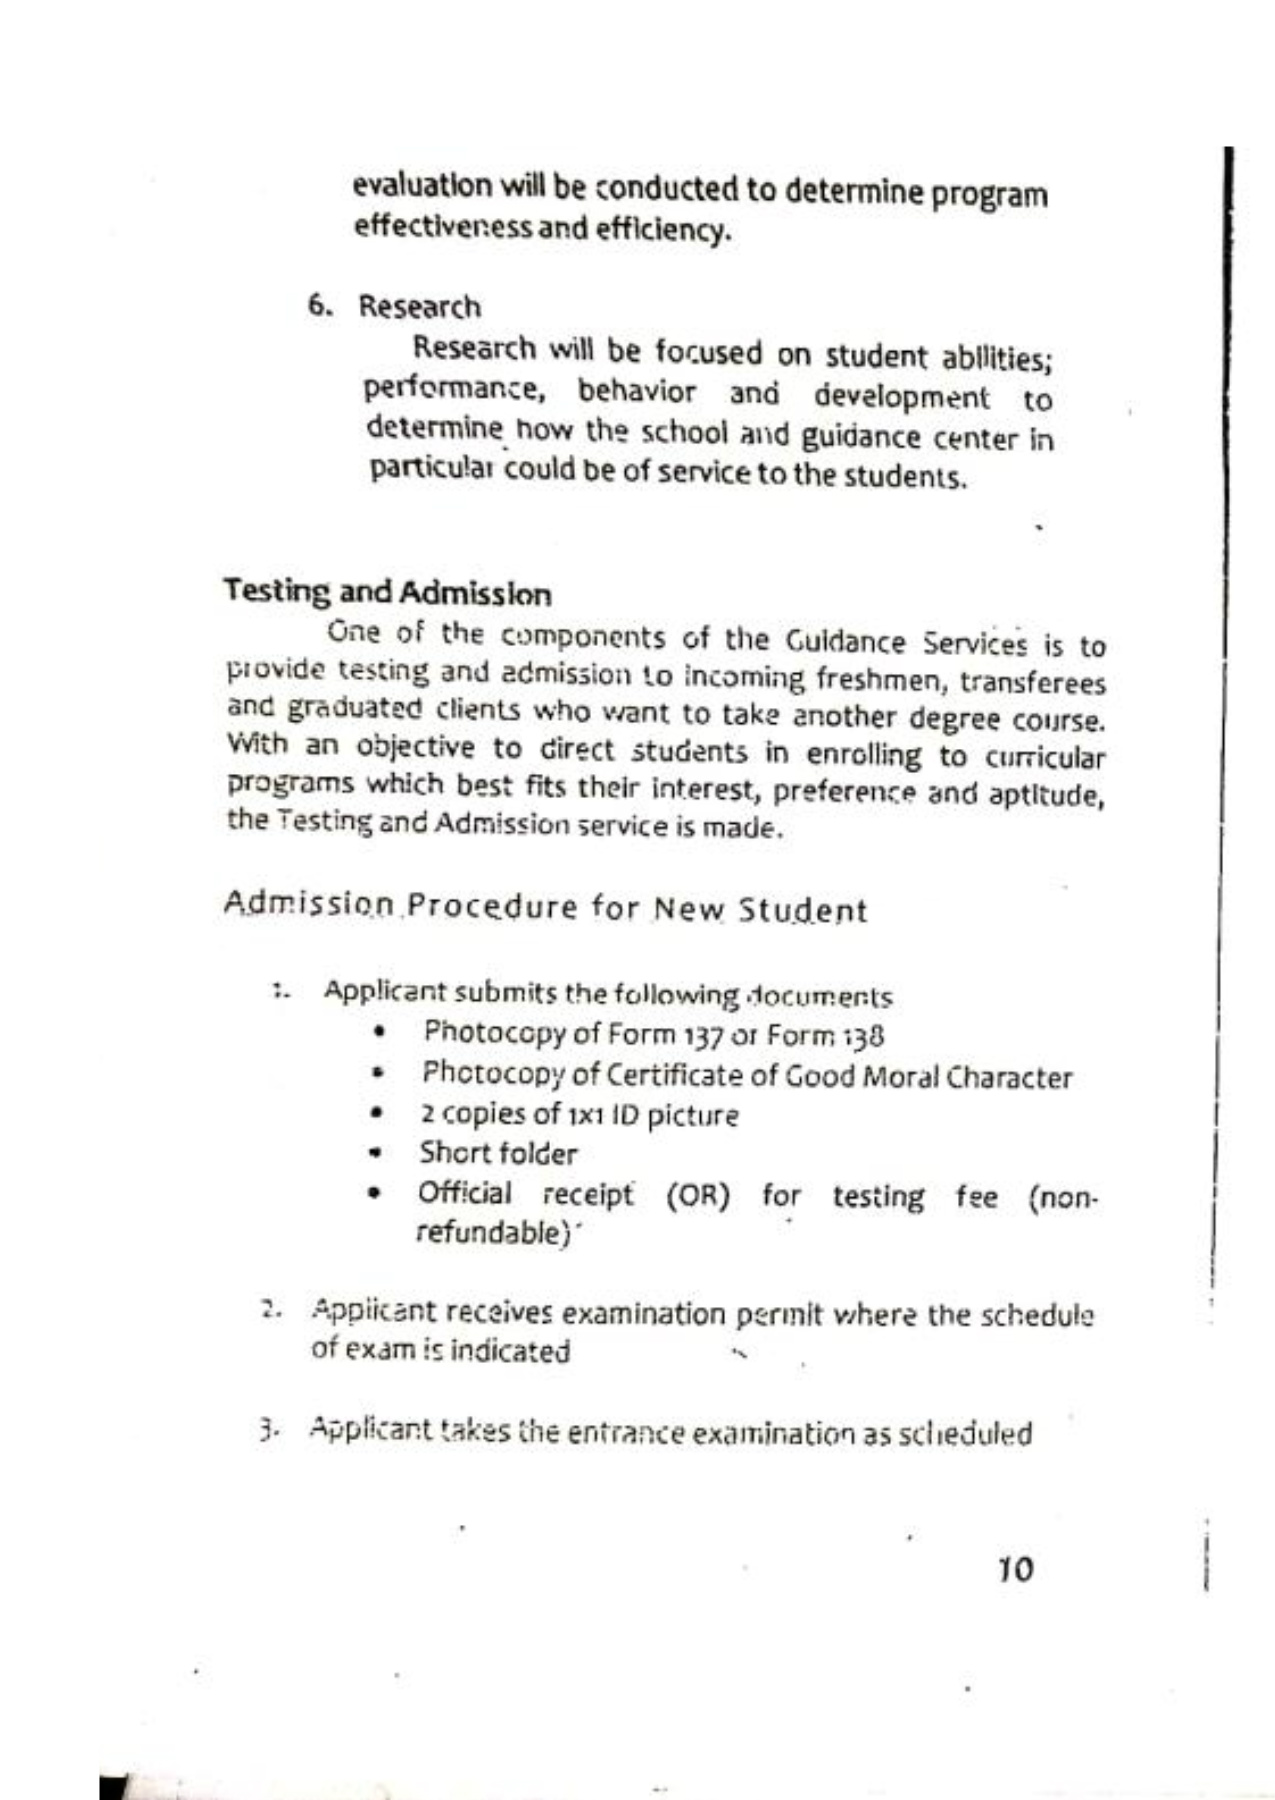 evaluation will be conducted to determine program
effectiveness and efficiency.
6. Research
Research will be focused on student abilities;
performance, behavior and development to
determine how the school and guidance center in
particular could be of service to the students.
Testing and Admission
One of the components of the Guidance Services is to
provide testing and admission to incoming freshmen, transferees
and graduated clients who want to take another degree course.
With an objective to direct students in enrolling to curricular
programs which best fits their interest, preference and aptitude,
the Testing and Admission service is made.
Admission Procedure for New Student
1. Applicant submits the following documents
• Photocopy of Form 137 or Form 138
• Photocopy of Certificate of Good Moral Character
• 2 copies of 1x1 ID picture
• Short folder
• Official receipt (OR) for testing fee (non-
refundable)
2. Applicant receives examination permit where the schedule
of exam is indicated
3. Applicant takes the entrance examination as scheduled
10